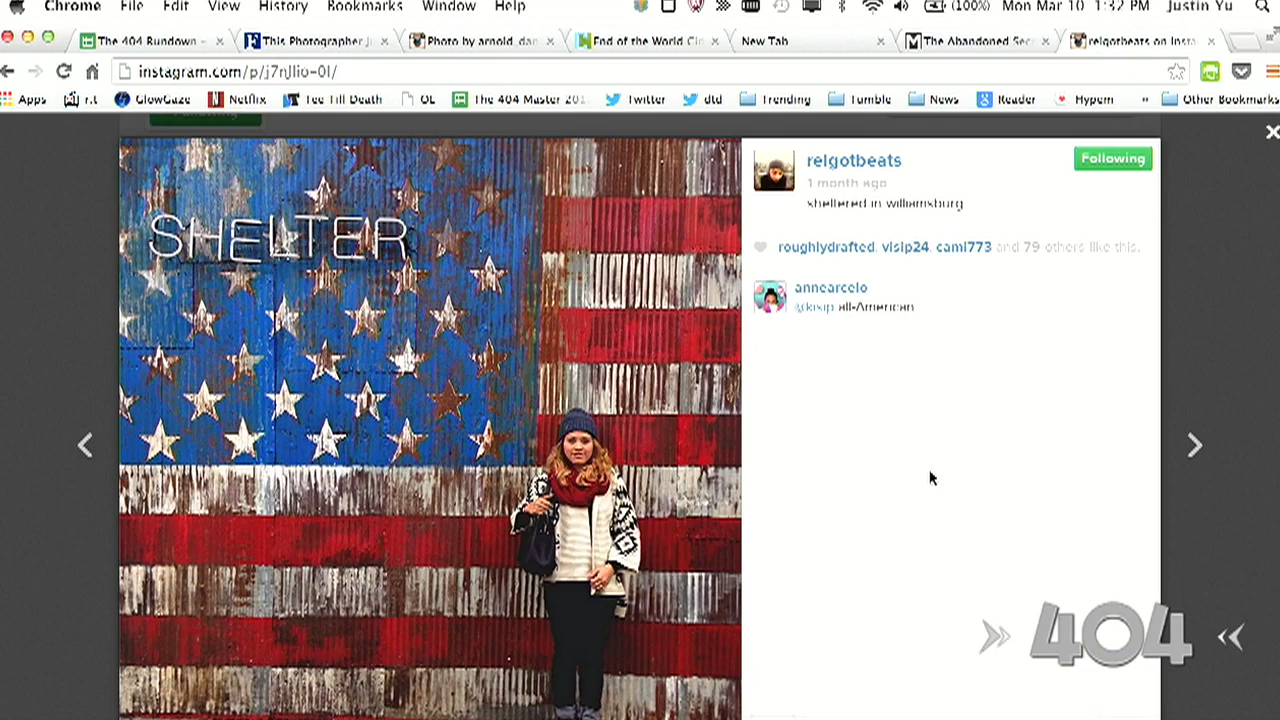 Chrome File Edit View History Bookmarks Window Help (100%) Mon Mar 10 1:32 PM Justin Yu
The 404 Rundown - This Photographer J Photo by arnold_dan End of the World Cir New Tab The Abandoned Sec relgotbeats on Insta
instagram.com/p/j7nJlio-0I/
Apps r.t GlowGaze Netflix Tee Till Death OL The 404 Master 201 Twitter dtd Trending Tumble News Reader Hypem » Other Bookmarks
Following
SHELTER
relgotbeats
Following
1 month ago
sheltered in williamsburg
roughlydrafted, visip24, cami773 and 79 others like this.
annearcelo
@kisip all-American
404